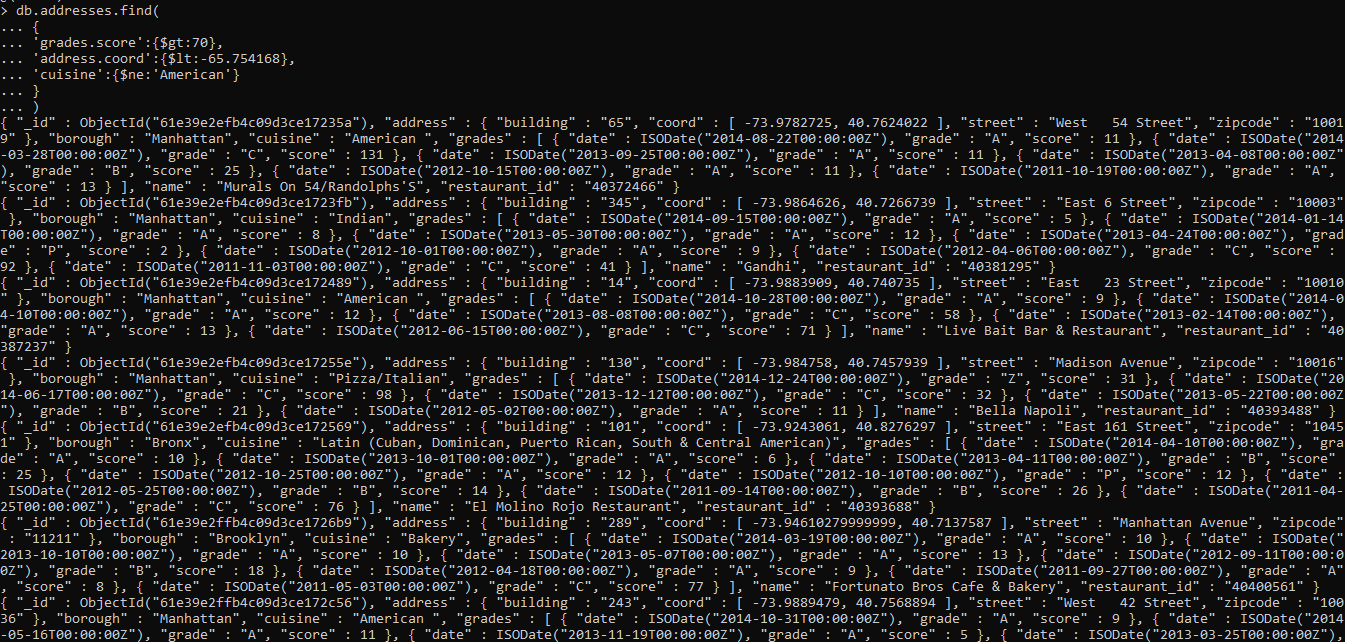 > db.addresses.find(
... {
... 'grades.score':{$gt:70},
... 'address.coord':{$lt:-65.754168},
... 'cuisine':{$ne:'American'}
... }
... )
{ "_id" : ObjectId("61e39e2efb4c09d3ce17235a"), "address" : { "building" : "65", "coord" : [ -73.9782725, 40.7624022 ], "street" : "West   54 Street", "zipcode" : "1001
9" }, "borough" : "Manhattan", "cuisine" : "American ", "grades" : [ { "date" : ISODate("2014-08-22T00:00:00Z"), "grade" : "A", "score" : 11 }, { "date" : ISODate("2014
-03-28T00:00:00Z"), "grade" : "C", "score" : 131 }, { "date" : ISODate("2013-09-25T00:00:00Z"), "grade" : "A", "score" : 11 }, { "date" : ISODate("2013-04-08T00:00:00Z"
), "grade" : "B", "score" : 25 }, { "date" : ISODate("2012-10-15T00:00:00Z"), "grade" : "A", "score" : 11 }, { "date" : ISODate("2011-10-19T00:00:00Z"), "grade" : "A",
"score" : 13 } ], "name" : "Murals On 54/Randolphs'S", "restaurant_id" : "40372466" }
{ "_id" : ObjectId("61e39e2efb4c09d3ce1723fb"), "address" : { "building" : "345", "coord" : [ -73.9864626, 40.7266739 ], "street" : "East 6 Street", "zipcode" : "10003"
 }, "borough" : "Manhattan", "cuisine" : "Indian", "grades" : [ { "date" : ISODate("2014-09-15T00:00:00Z"), "grade" : "A", "score" : 5 }, { "date" : ISODate("2014-01-14
T00:00:00Z"), "grade" : "A", "score" : 8 }, { "date" : ISODate("2013-05-30T00:00:00Z"), "grade" : "A", "score" : 12 }, { "date" : ISODate("2013-04-24T00:00:00Z"), "grad
e" : "P", "score" : 2 }, { "date" : ISODate("2012-10-01T00:00:00Z"), "grade" : "A", "score" : 9 }, { "date" : ISODate("2012-04-06T00:00:00Z"), "grade" : "C", "score" :
92 }, { "date" : ISODate("2011-11-03T00:00:00Z"), "grade" : "C", "score" : 41 } ], "name" : "Gandhi", "restaurant_id" : "40381295" }
{ "_id" : ObjectId("61e39e2efb4c09d3ce172489"), "address" : { "building" : "14", "coord" : [ -73.9883909, 40.740735 ], "street" : "East   23 Street", "zipcode" : "10010
" }, "borough" : "Manhattan", "cuisine" : "American ", "grades" : [ { "date" : ISODate("2014-10-28T00:00:00Z"), "grade" : "A", "score" : 9 }, { "date" : ISODate("2014-0
4-10T00:00:00Z"), "grade" : "A", "score" : 12 }, { "date" : ISODate("2013-08-08T00:00:00Z"), "grade" : "C", "score" : 58 }, { "date" : ISODate("2013-02-14T00:00:00Z"),
"grade" : "A", "score" : 13 }, { "date" : ISODate("2012-06-15T00:00:00Z"), "grade" : "C", "score" : 71 } ], "name" : "Live Bait Bar & Restaurant", "restaurant_id" : "40
387237" }
{ "_id" : ObjectId("61e39e2efb4c09d3ce17255e"), "address" : { "building" : "130", "coord" : [ -73.984758, 40.7457939 ], "street" : "Madison Avenue", "zipcode" : "10016"
 }, "borough" : "Manhattan", "cuisine" : "Pizza/Italian", "grades" : [ { "date" : ISODate("2014-12-24T00:00:00Z"), "grade" : "Z", "score" : 31 }, { "date" : ISODate("20
14-06-17T00:00:00Z"), "grade" : "C", "score" : 98 }, { "date" : ISODate("2013-12-12T00:00:00Z"), "grade" : "C", "score" : 32 }, { "date" : ISODate("2013-05-22T00:00:00Z
"), "grade" : "B", "score" : 21 }, { "date" : ISODate("2012-05-02T00:00:00Z"), "grade" : "A", "score" : 11 } ], "name" : "Bella Napoli", "restaurant_id" : "40393488" }
{ "_id" : ObjectId("61e39e2efb4c09d3ce172569"), "address" : { "building" : "101", "coord" : [ -73.9243061, 40.8276297 ], "street" : "East 161 Street", "zipcode" : "1045
1" }, "borough" : "Bronx", "cuisine" : "Latin (Cuban, Dominican, Puerto Rican, South & Central American)", "grades" : [ { "date" : ISODate("2014-04-10T00:00:00Z"), "gra
de" : "A", "score" : 10 }, { "date" : ISODate("2013-10-01T00:00:00Z"), "grade" : "A", "score" : 6 }, { "date" : ISODate("2013-04-11T00:00:00Z"), "grade" : "B", "score"
: 25 }, { "date" : ISODate("2012-10-25T00:00:00Z"), "grade" : "A", "score" : 12 }, { "date" : ISODate("2012-10-10T00:00:00Z"), "grade" : "P", "score" : 12 }, { "date" :
 ISODate("2012-05-25T00:00:00Z"), "grade" : "B", "score" : 14 }, { "date" : ISODate("2011-09-14T00:00:00Z"), "grade" : "B", "score" : 26 }, { "date" : ISODate("2011-04-
25T00:00:00Z"), "grade" : "C", "score" : 76 } ], "name" : "El Molino Rojo Restaurant", "restaurant_id" : "40393688" }
{ "_id" : ObjectId("61e39e2ffb4c09d3ce1726b9"), "address" : { "building" : "289", "coord" : [ -73.94610279999999, 40.7137587 ], "street" : "Manhattan Avenue", "zipcode"
 : "11211" }, "borough" : "Brooklyn", "cuisine" : "Bakery", "grades" : [ { "date" : ISODate("2014-03-19T00:00:00Z"), "grade" : "A", "score" : 10 }, { "date" : ISODate("
2013-10-10T00:00:00Z"), "grade" : "A", "score" : 10 }, { "date" : ISODate("2013-05-07T00:00:00Z"), "grade" : "A", "score" : 13 }, { "date" : ISODate("2012-09-11T00:00:0
0Z"), "grade" : "B", "score" : 18 }, { "date" : ISODate("2012-04-18T00:00:00Z"), "grade" : "A", "score" : 9 }, { "date" : ISODate("2011-09-27T00:00:00Z"), "grade" : "A"
, "score" : 8 }, { "date" : ISODate("2011-05-03T00:00:00Z"), "grade" : "C", "score" : 77 } ], "name" : "Fortunato Bros Cafe & Bakery", "restaurant_id" : "40400561" }
{ "_id" : ObjectId("61e39e2ffb4c09d3ce172c56"), "address" : { "building" : "243", "coord" : [ -73.9889479, 40.7568894 ], "street" : "West   42 Street", "zipcode" : "100
36" }, "borough" : "Manhattan", "cuisine" : "American ", "grades" : [ { "date" : ISODate("2014-10-31T00:00:00Z"), "grade" : "A", "score" : 9 }, { "date" : ISODate("2014
-05-16T00:00:00Z"), "grade" : "A", "score" : 11 }, { "date" : ISODate("2013-11-19T00:00:00Z"), "grade" : "A", "score" : 5 }, { "date" : ISODate("2013-03-25T00:00:00Z"),